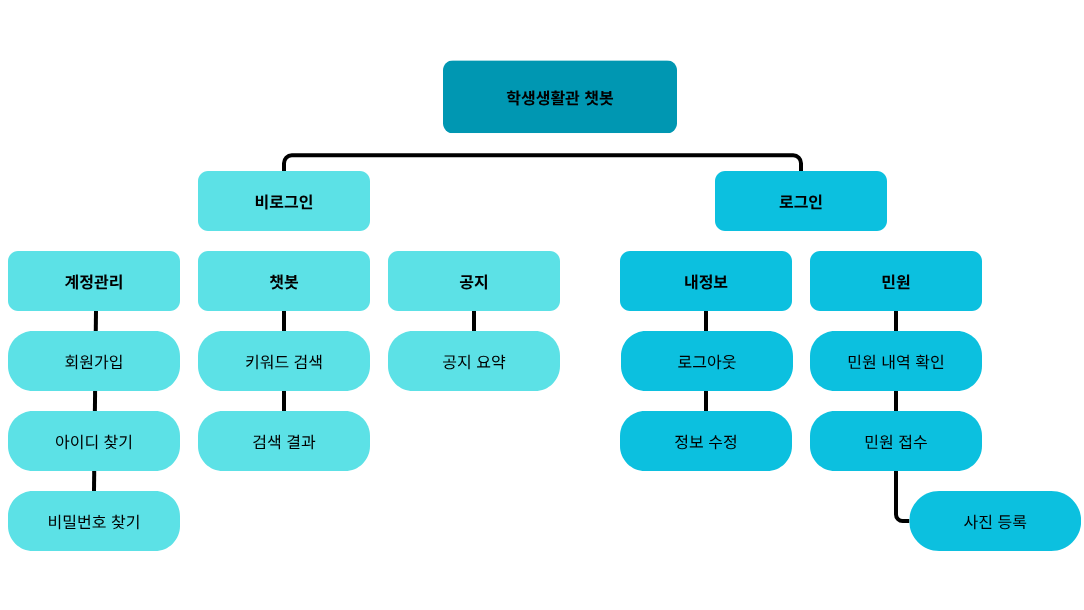 학생생활관 챗봇
비로그인
로그인
계정관리
챗봇
공지
내정보
민원
회원가입
키워드 검색
공지 요약
로그아웃
민원 내역 확인
아이디 찾기
검색 결과
정보 수정
민원 접수
비밀번호 찾기
사진 등록